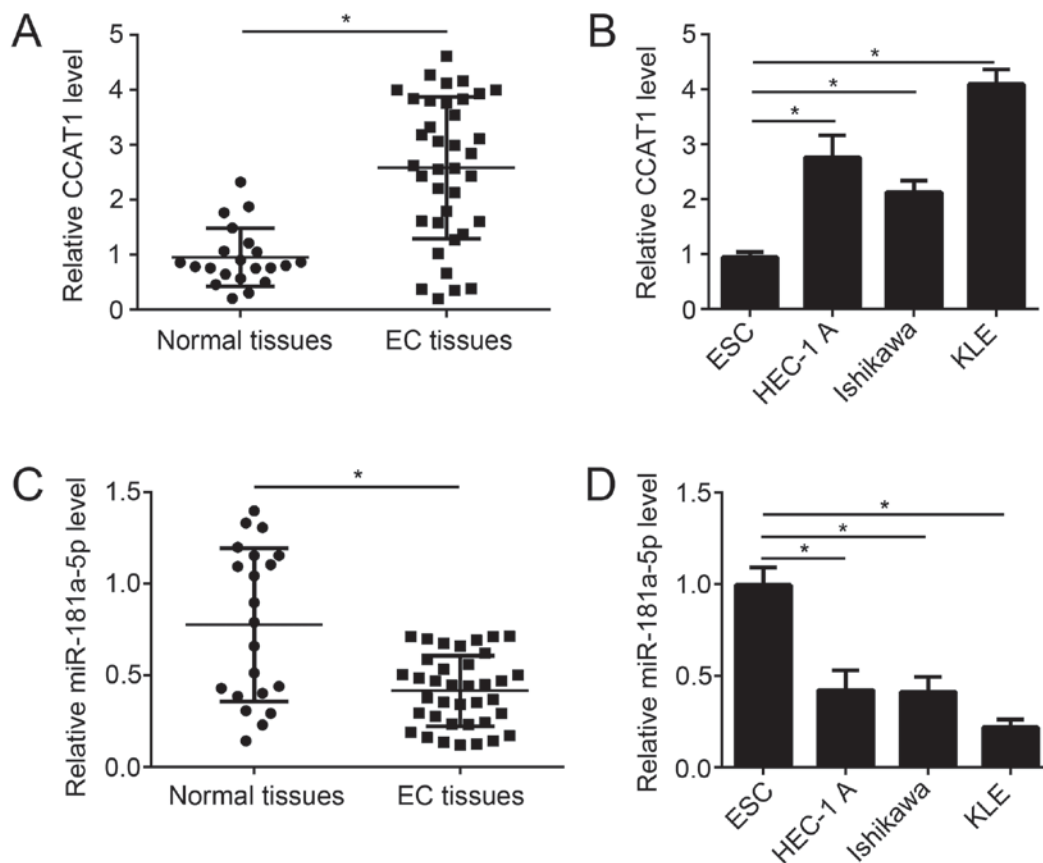 A
*
Relative CCAT1 level
5
4
3
2
1
0
Normal tissues
EC tissues
B
*
*
*
Relative CCAT1 level
5
4
3
2
1
0
ESC
HEC-1 A
Ishikawa
KLE
C
*
Relative miR-181a-5p level
1.5
1.0
0.5
0.0
Normal tissues
EC tissues
D
*
*
*
Relative miR-181a-5p level
1.5
1.0
0.5
0.0
ESC
HEC-1 A
Ishikawa
KLE